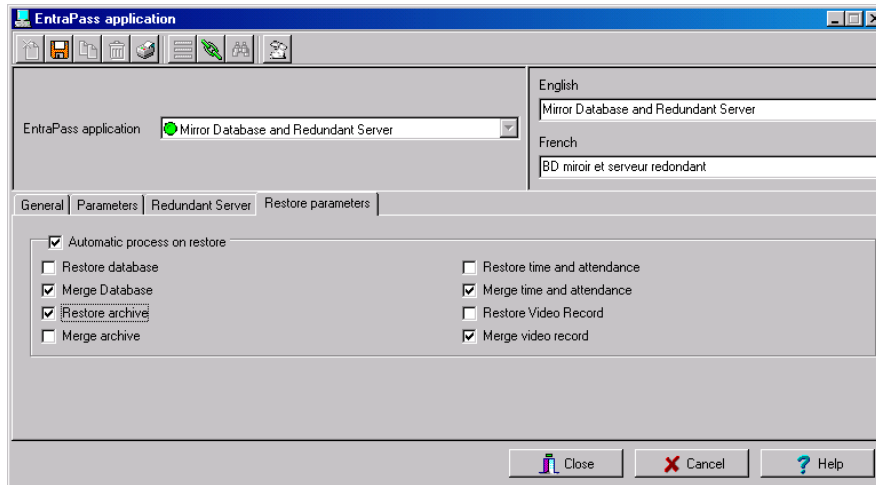 EntraPass application
English
Mirror Database and Redundant Server
EntraPass application
Mirror Database and Redundant Server
French
BD miroir et serveur redondant
General
Parameters
Redundant Server
Restore parameters
Automatic process on restore
Restore database
Merge Database
Restore archive
Merge archive
Restore time and attendance
Merge time and attendance
Restore Video Record
Merge video record
Close
Cancel
? Help